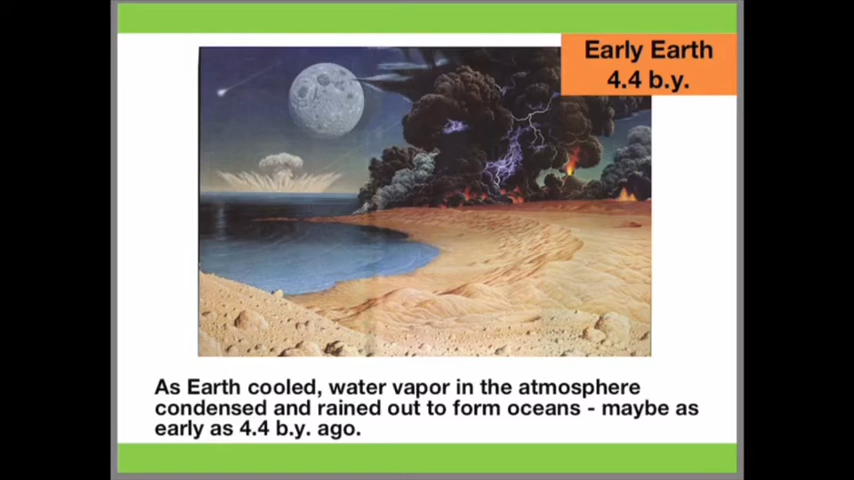 Early Earth
4.4 b.y.
As Earth cooled, water vapor in the atmosphere
condensed and rained out to form oceans - maybe as
early as 4.4 b.y. ago.